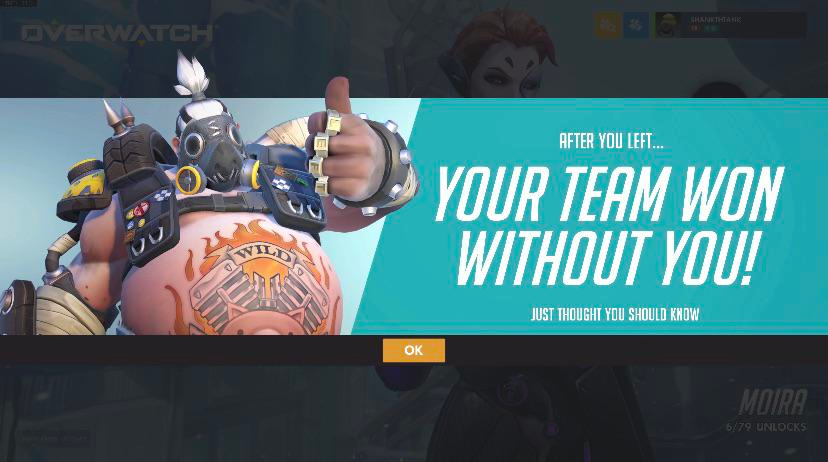 OVERWATCH
SHANKTHTANK
AFTER YOU LEFT...
YOUR TEAM WON
WITHOUT YOU!
JUST THOUGHT YOU SHOULD KNOW
WILD
OK
MOIRA
6/79 UNLOCKS